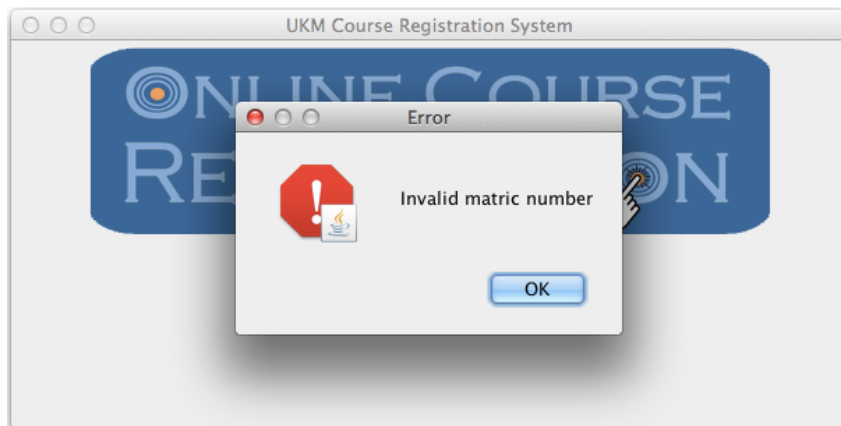 UKM Course Registration System
ONLINE COURSE
Error
Invalid matric number
OK